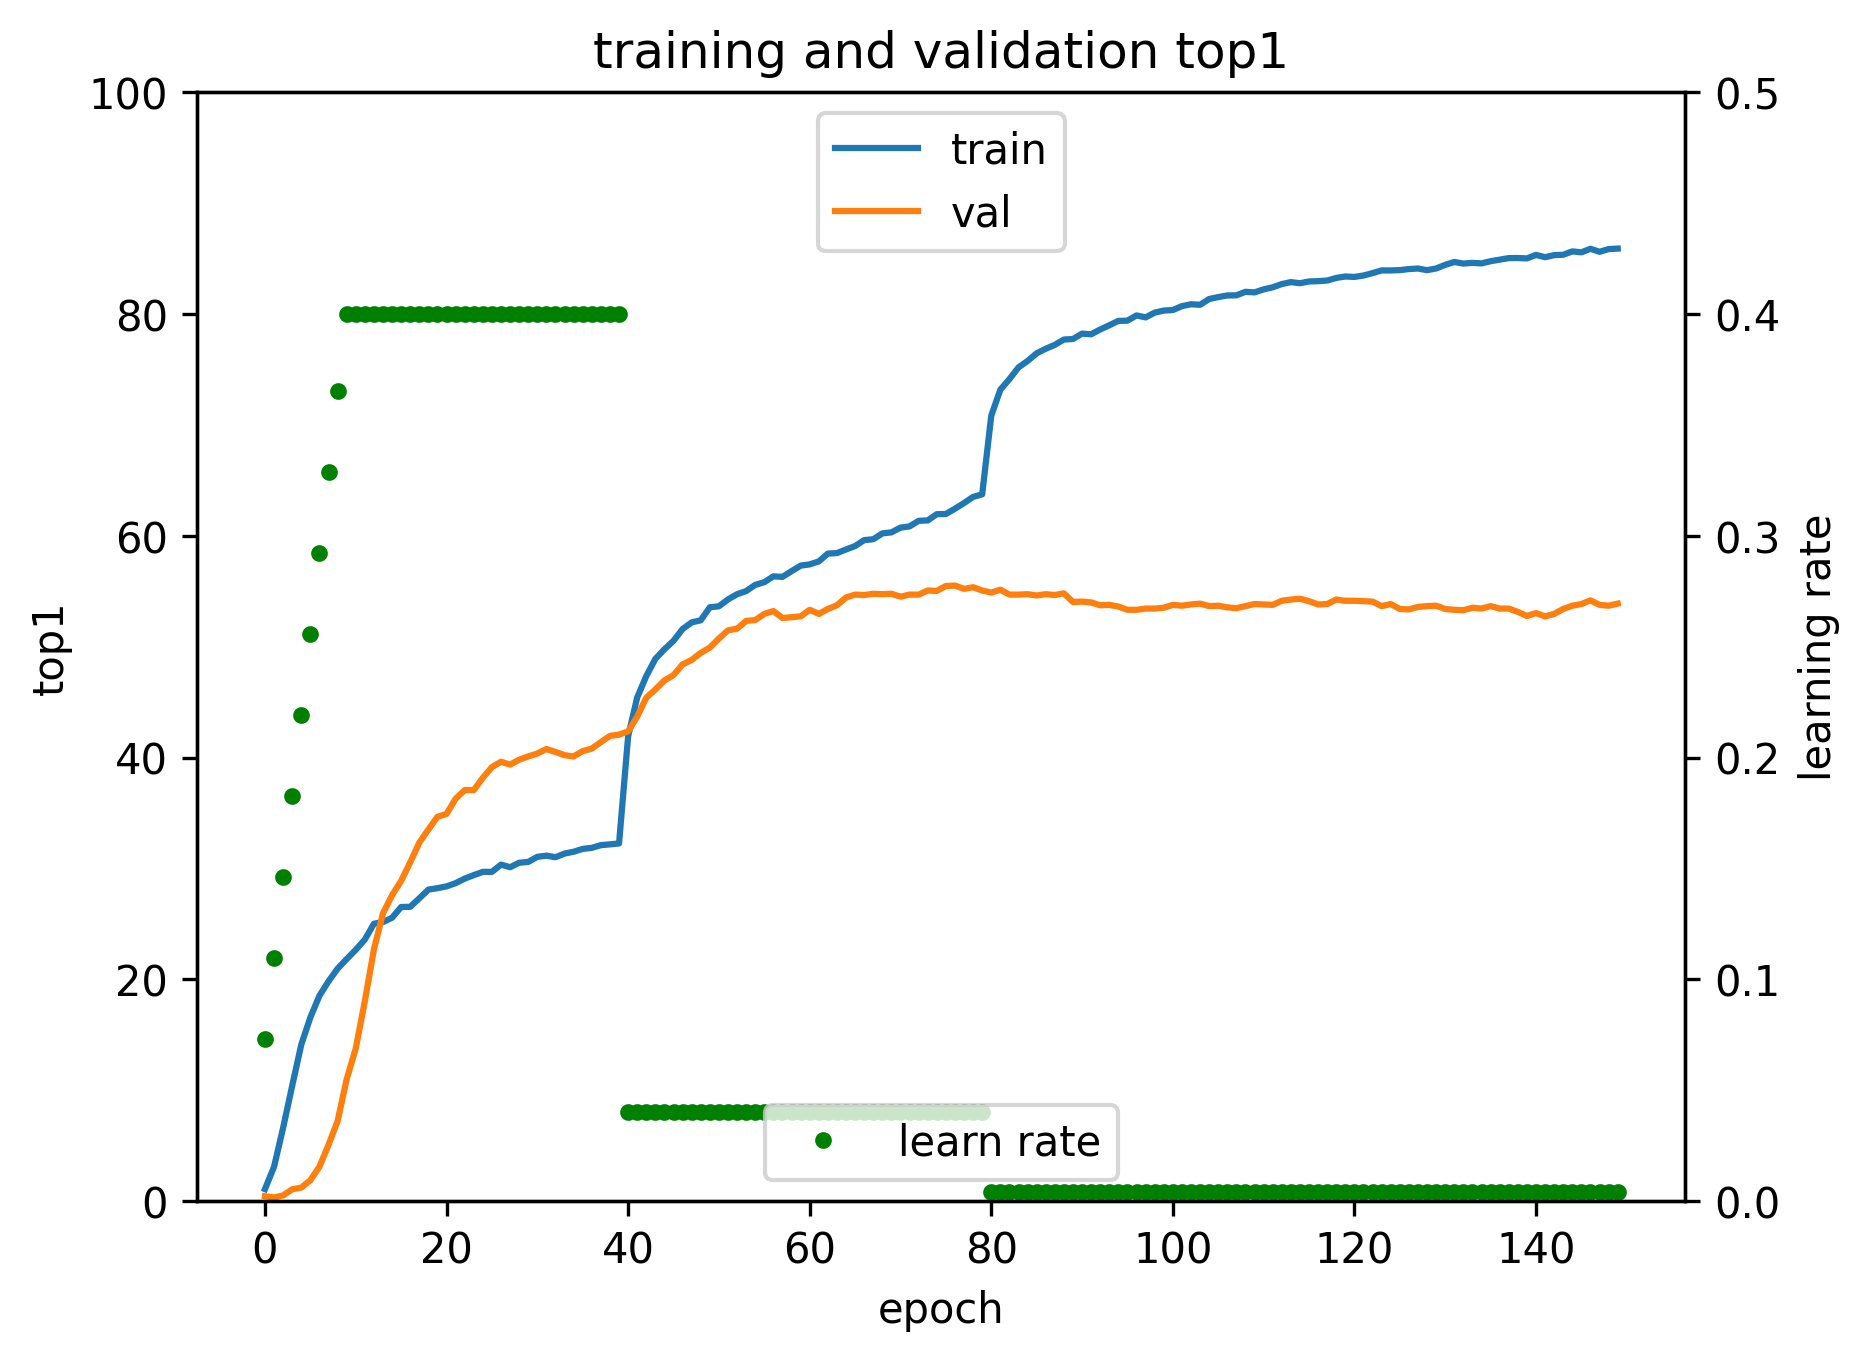 training and validation top1
train
val
learn rate
100
80
60
40
20
0
top1
0.5
0.4
0.3
0.2
0.1
0.0
learning rate
0 20 40 60 80 100 120 140
epoch